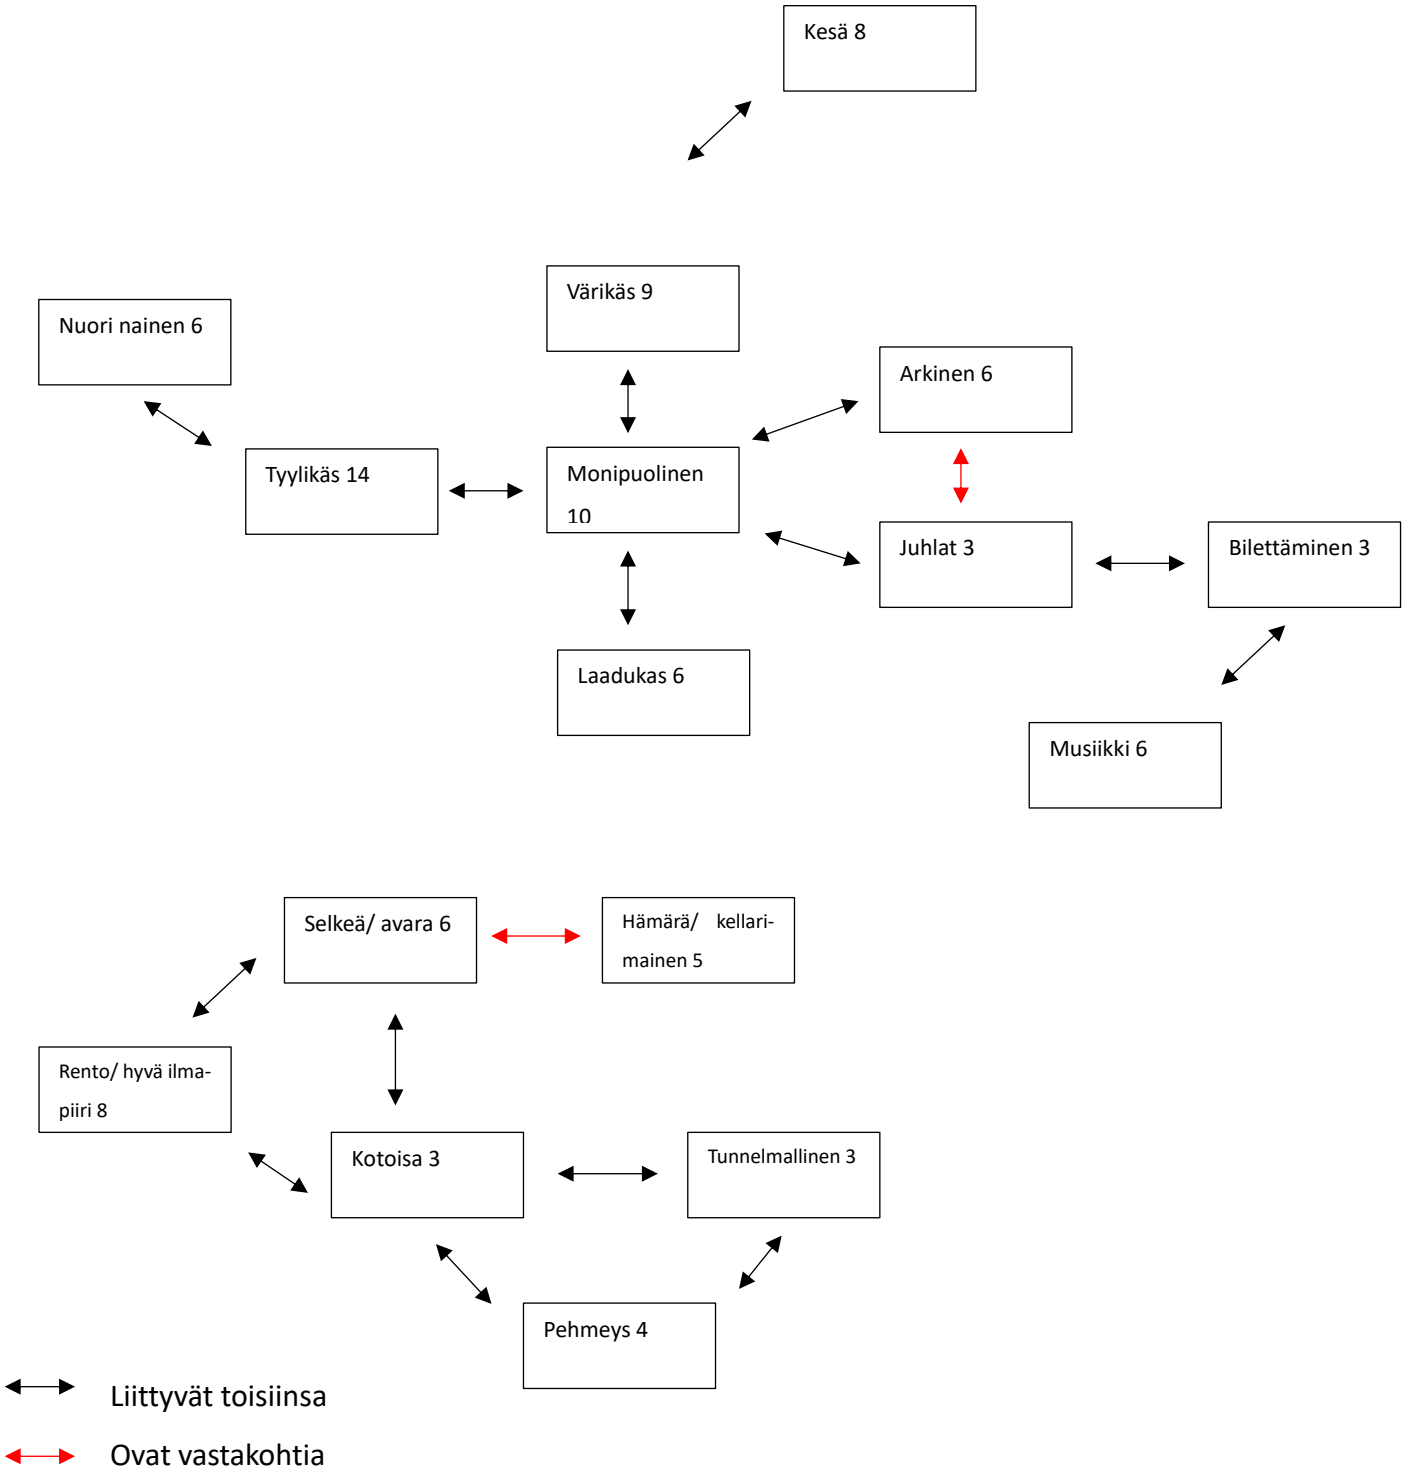 Kesä 8
Värikäs 9
Nuori nainen 6
Arkinen 6
Tyylikäs 14
Monipuolinen
10
Juhlat 3
Bilettäminen 3
Laadukas 6
Musiikki 6
Selkeä/ avara 6
Hämärä/ kellari-
mainen 5
Rento/ hyvä ilma-
piiri 8
Kotoisa 3
Tunnelmallinen 3
Pehmeys 4
Liittyvät toisiinsa
Ovat vastakohtia